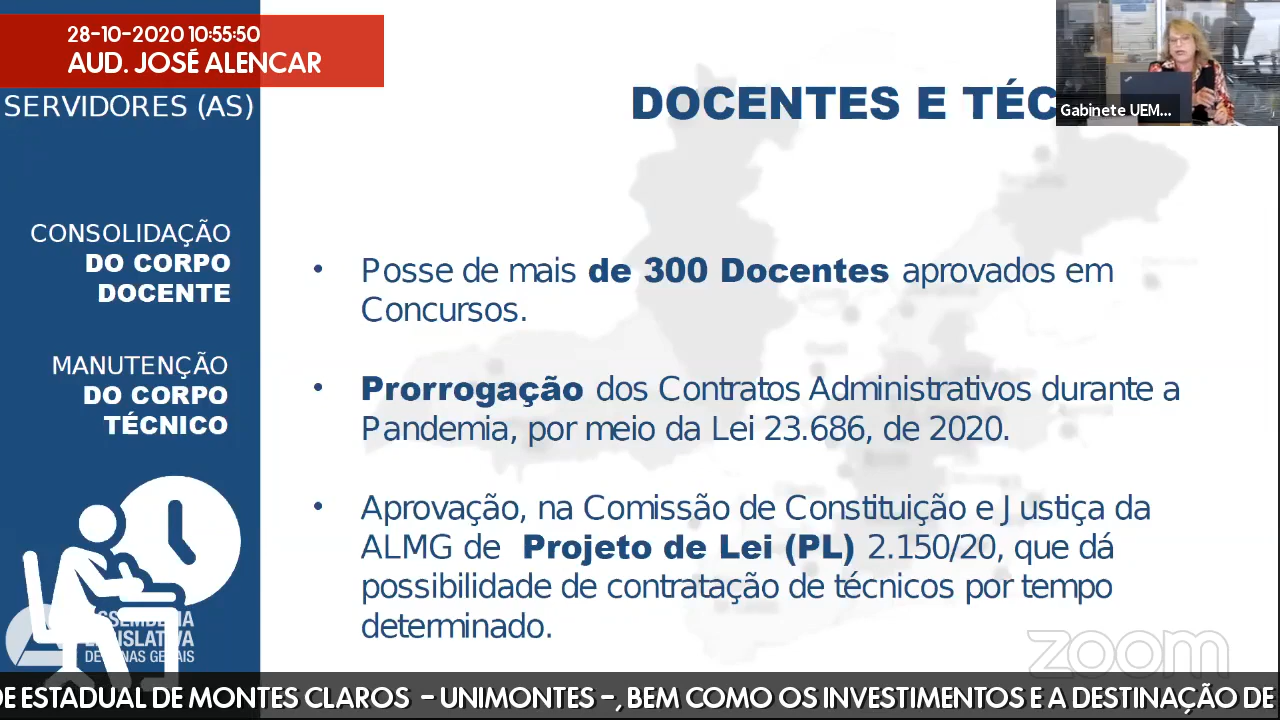 28-10-2020 10:55:50
AUD. JOSÉ ALENCAR
SERVIDORES (AS)
DOCENTES E TÉC
Gabinete UEM...
CONSOLIDAÇÃO
DO CORPO
DOCENTE
MANUTENÇÃO
DO CORPO
TÉCNICO
• Posse de mais de 300 Docentes aprovados em
Concursos.
• Prorrogação dos Contratos Administrativos durante a
Pandemia, por meio da Lei 23.686, de 2020.
• Aprovação, na Comissão de Constituição e Justiça da
ALMG de Projeto de Lei (PL) 2.150/20, que dá
possibilidade de contratação de técnicos por tempo
determinado.
zoom
DE ESTADUAL DE MONTES CLAROS – UNIMONTES –, BEM COMO OS INVESTIMENTOS E A DESTINAÇÃO DE